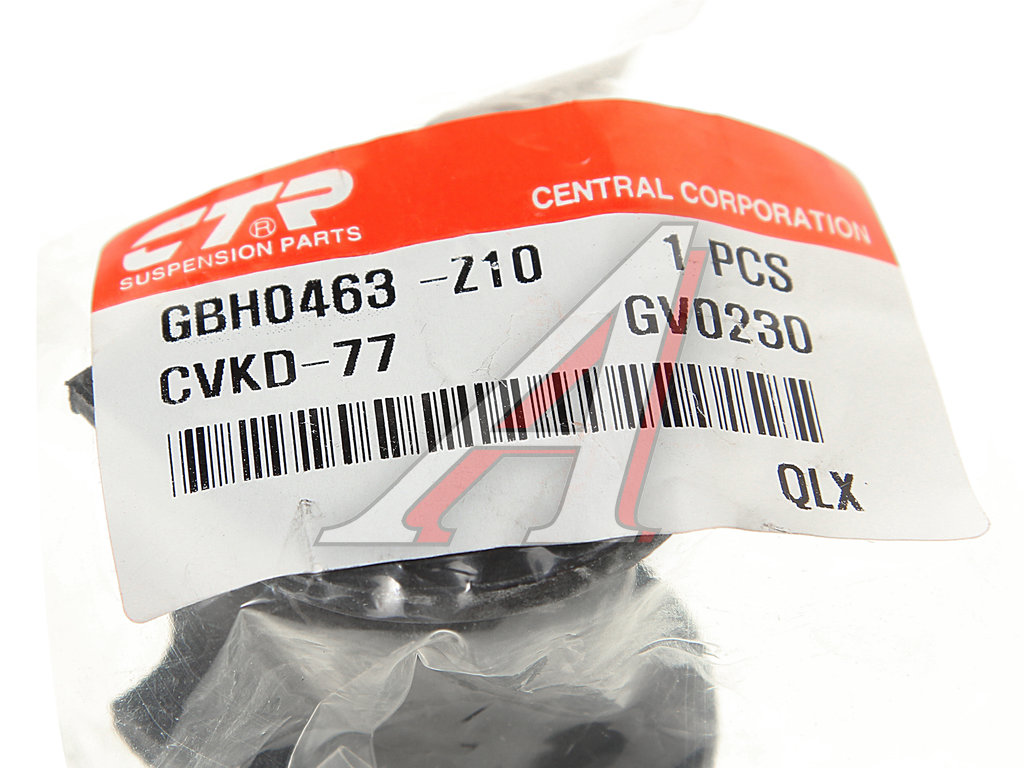 CTR®
SUSPENSION PARTS
CENTRAL CORPORATION
GBH0463 -Z10
1 PCS
CVKD-77
GV0230
QLX